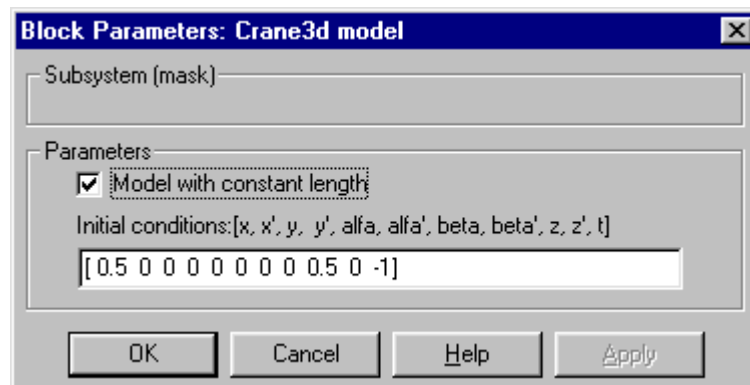 Block Parameters: Crane3d model
Subsystem (mask)
Parameters
Model with constant length
Initial conditions:[x, x', y, y', alfa, alfa', beta, beta', z, z', t]
[ 0.5 0 0 0 0 0 0 0 0.5 0 -1]
OK Cancel Help Apply